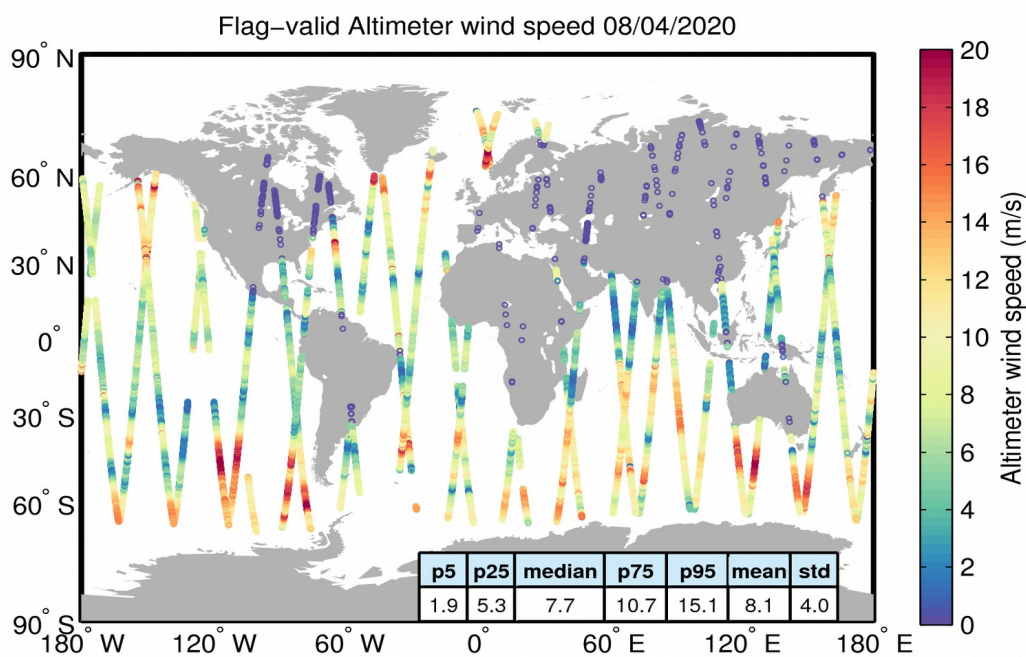 Flag−valid Altimeter wind speed 08/04/2020
90° N
60° N
30° N
0°
30° S
60° S
90° S
180° W
120° W
60° W
0°
60° E
120° E
180° E
p5 p25 median p75 p95 mean std
1.9 5.3 7.7 10.7 15.1 8.1 4.0
20
18
16
14
12
10
8
6
4
2
0
Altimeter wind speed (m/s)